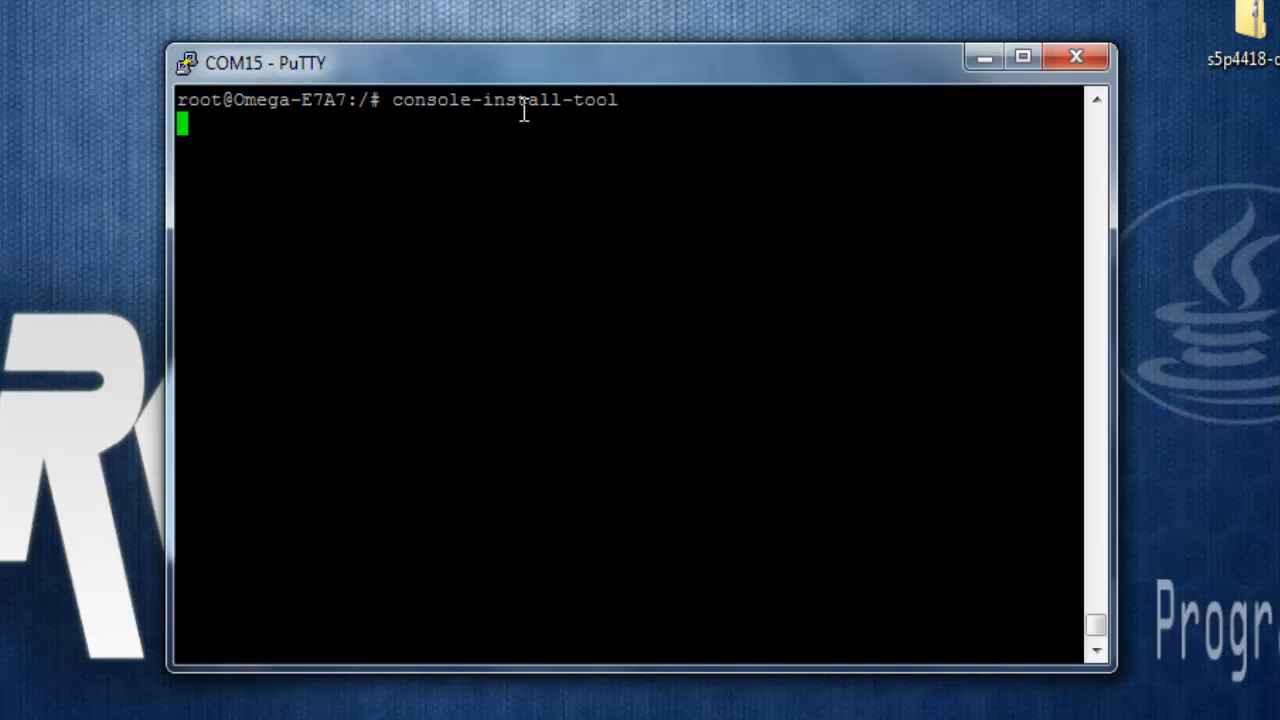 s5p4418-
COM15 - PuTTY
root@Omega-E7A7:/# console-install-tool
Progr